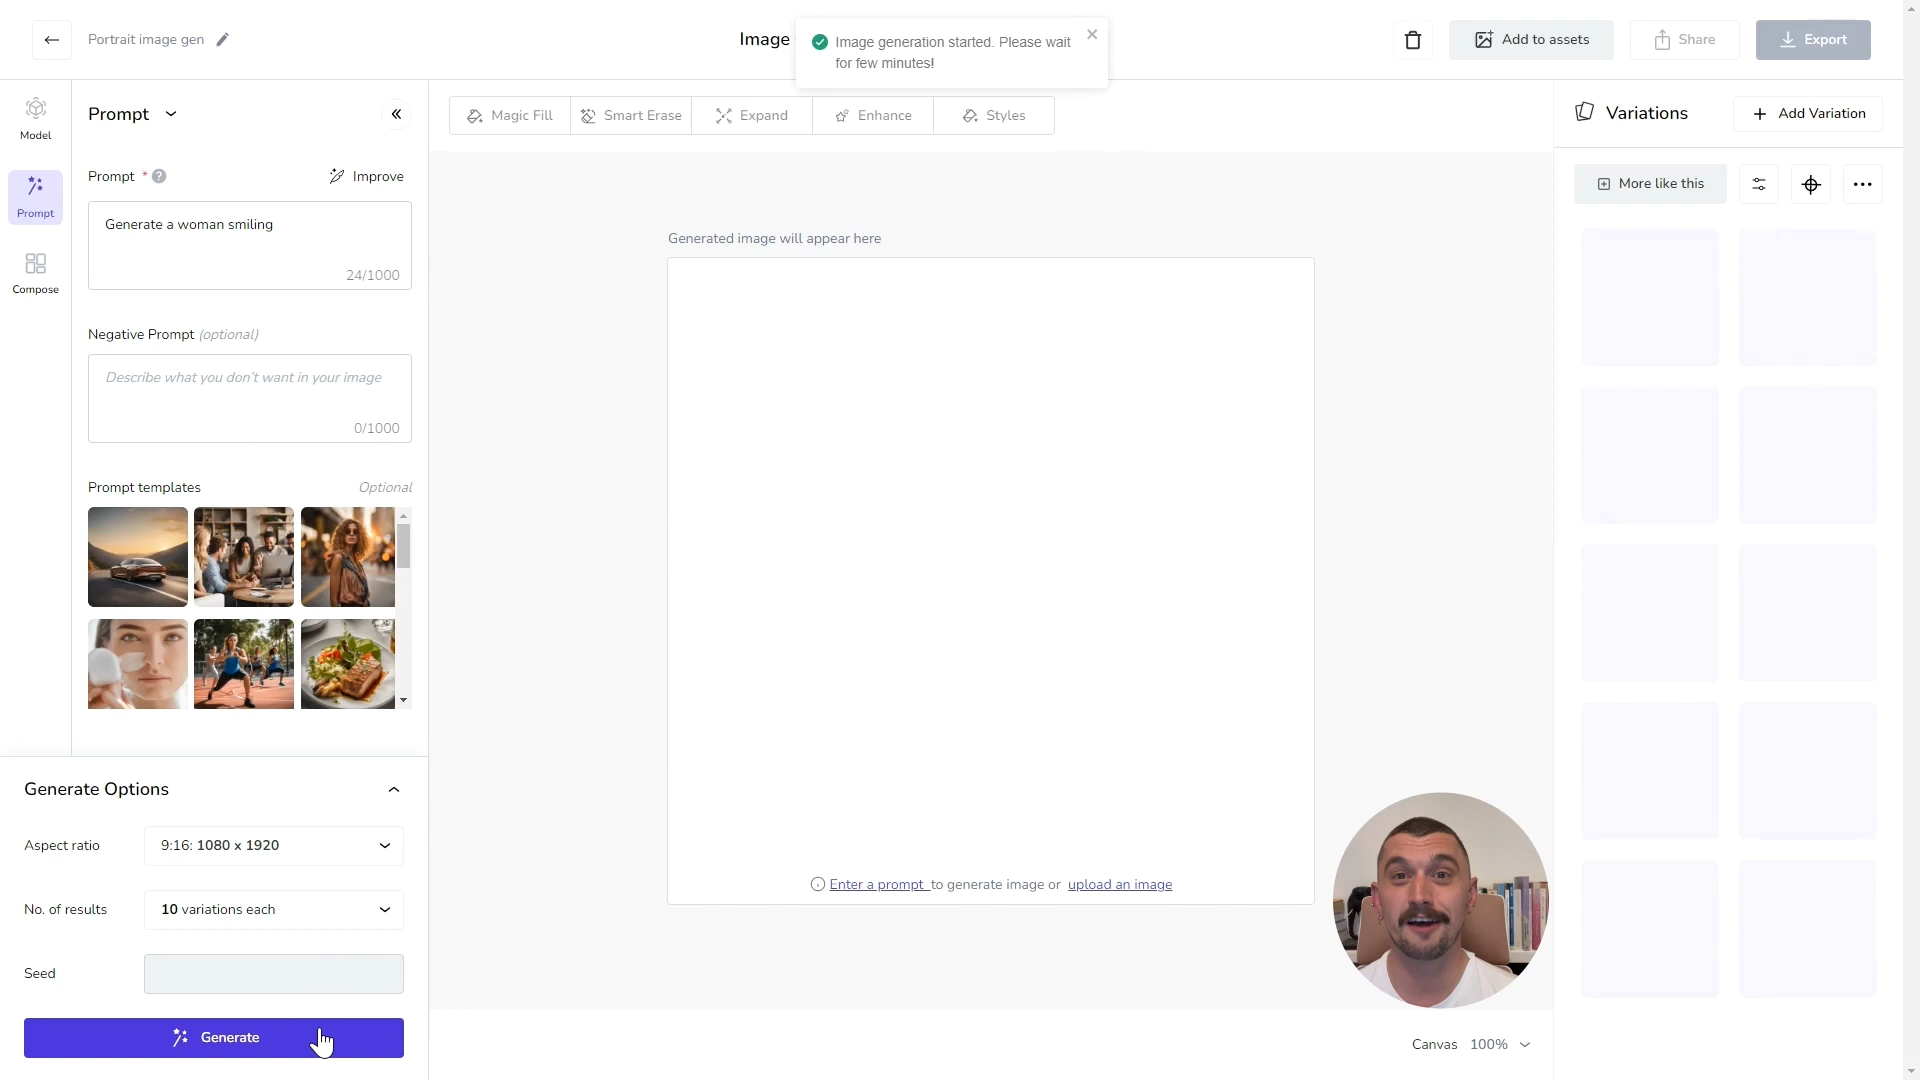 Portrait image gen
Image
Image generation started. Please wait
for few minutes!
Add to assets
Share
Export
Model
Prompt
Compose
Prompt
Prompt *
?
Improve
Generate a woman smiling
24/1000
Negative Prompt (optional)
Describe what you don't want in your image
0/1000
Prompt templates
Optional
Generate Options
Aspect ratio
9:16: 1080 x 1920
No. of results
10 variations each
Seed
Generate
Magic Fill
Smart Erase
Expand
Enhance
Styles
Generated image will appear here
Enter a prompt to generate image or upload an image
Canvas 100%
Variations
Add Variation
More like this